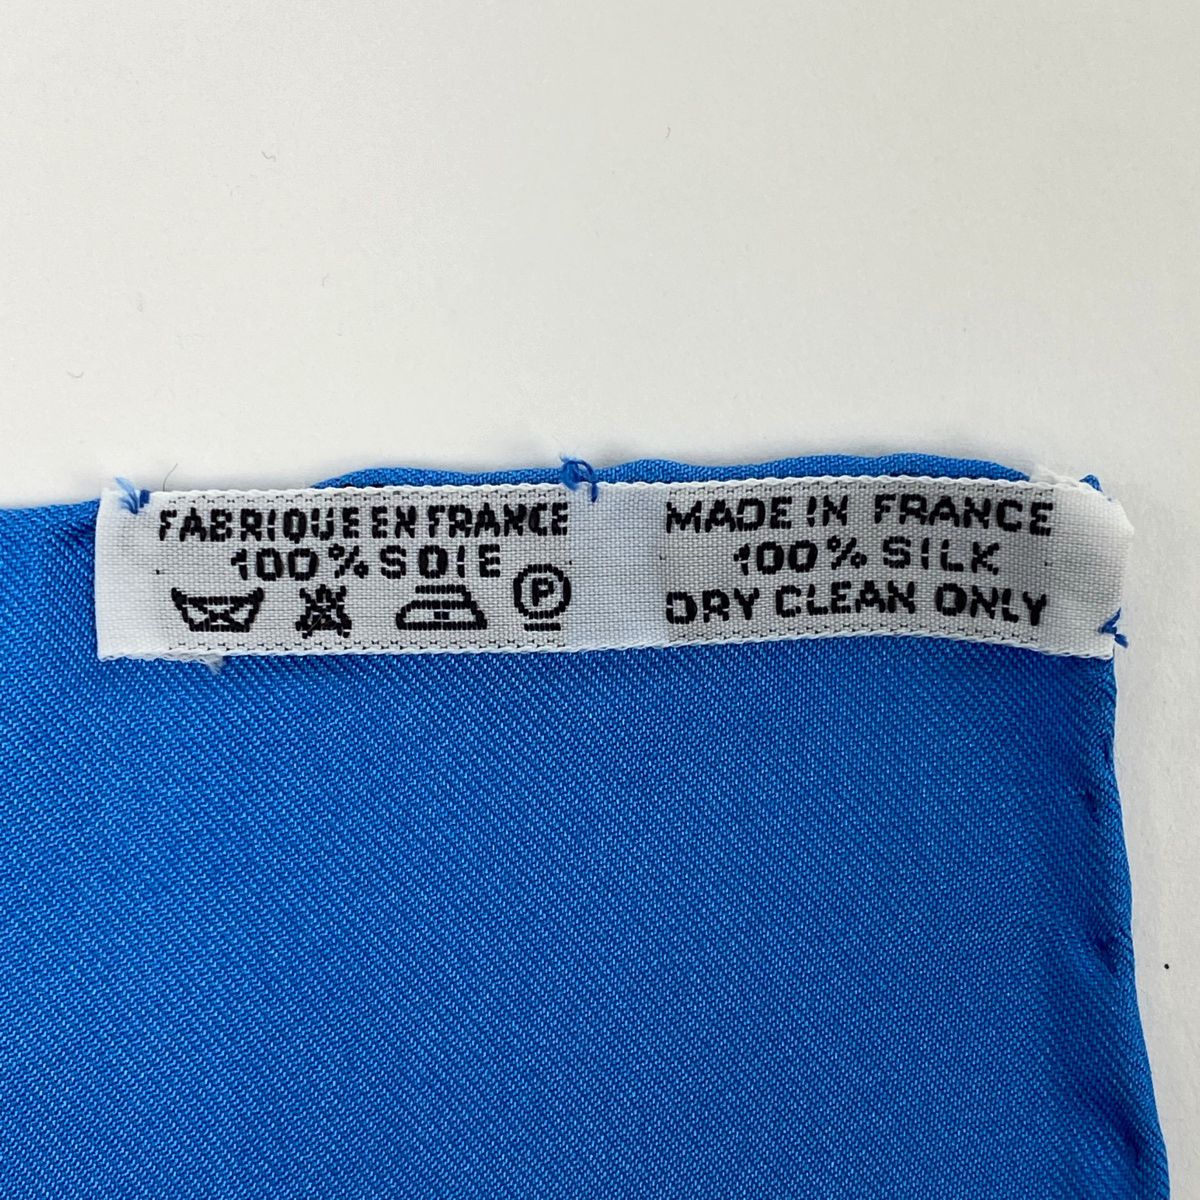 FABRIQUE EN FRANCE
100% SOIE
P
MADE IN FRANCE
100% SILK
DRY CLEAN ONLY